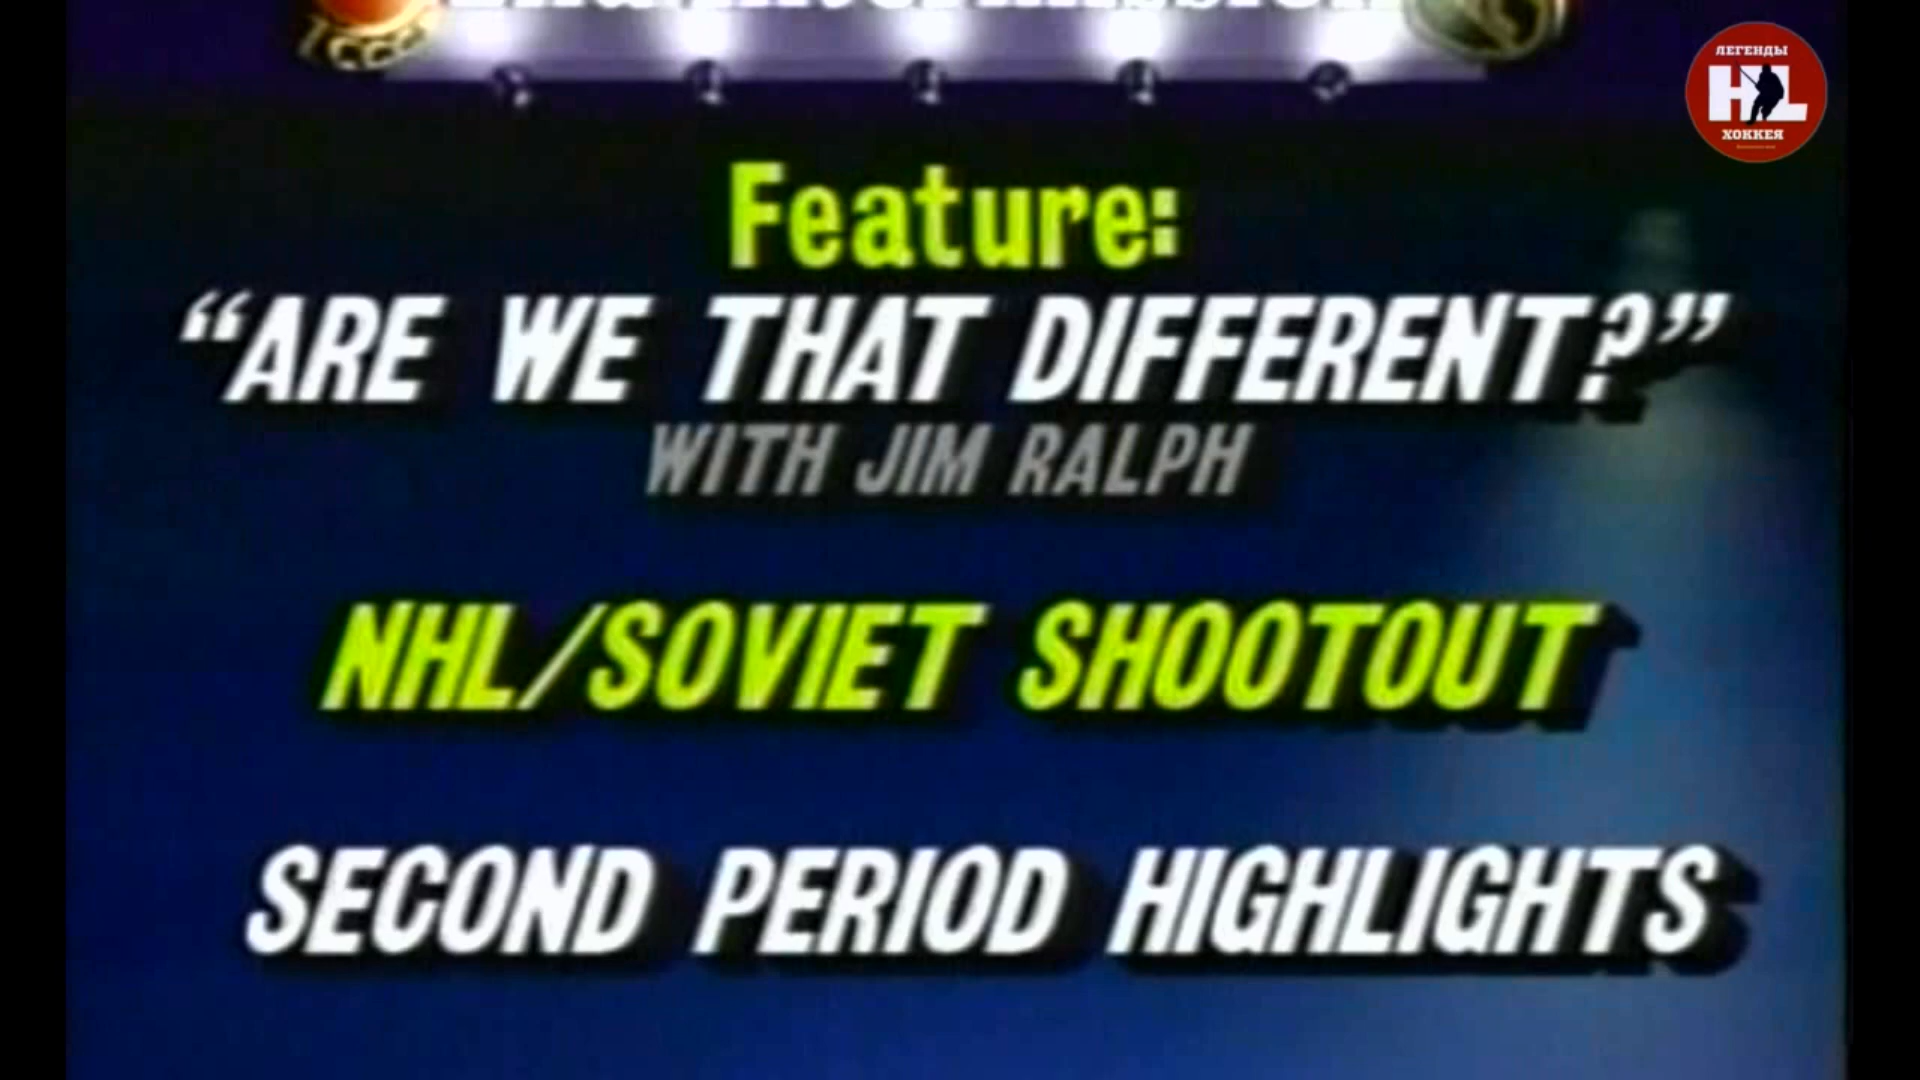 ЛЕГЕНДЫ
HL
ХОККЕЯ
Feature:
“ARE WE THAT DIFFERENT?”
WITH JIM RALPH
NHL/SOVIET SHOOTOUT
SECOND PERIOD HIGHLIGHTS